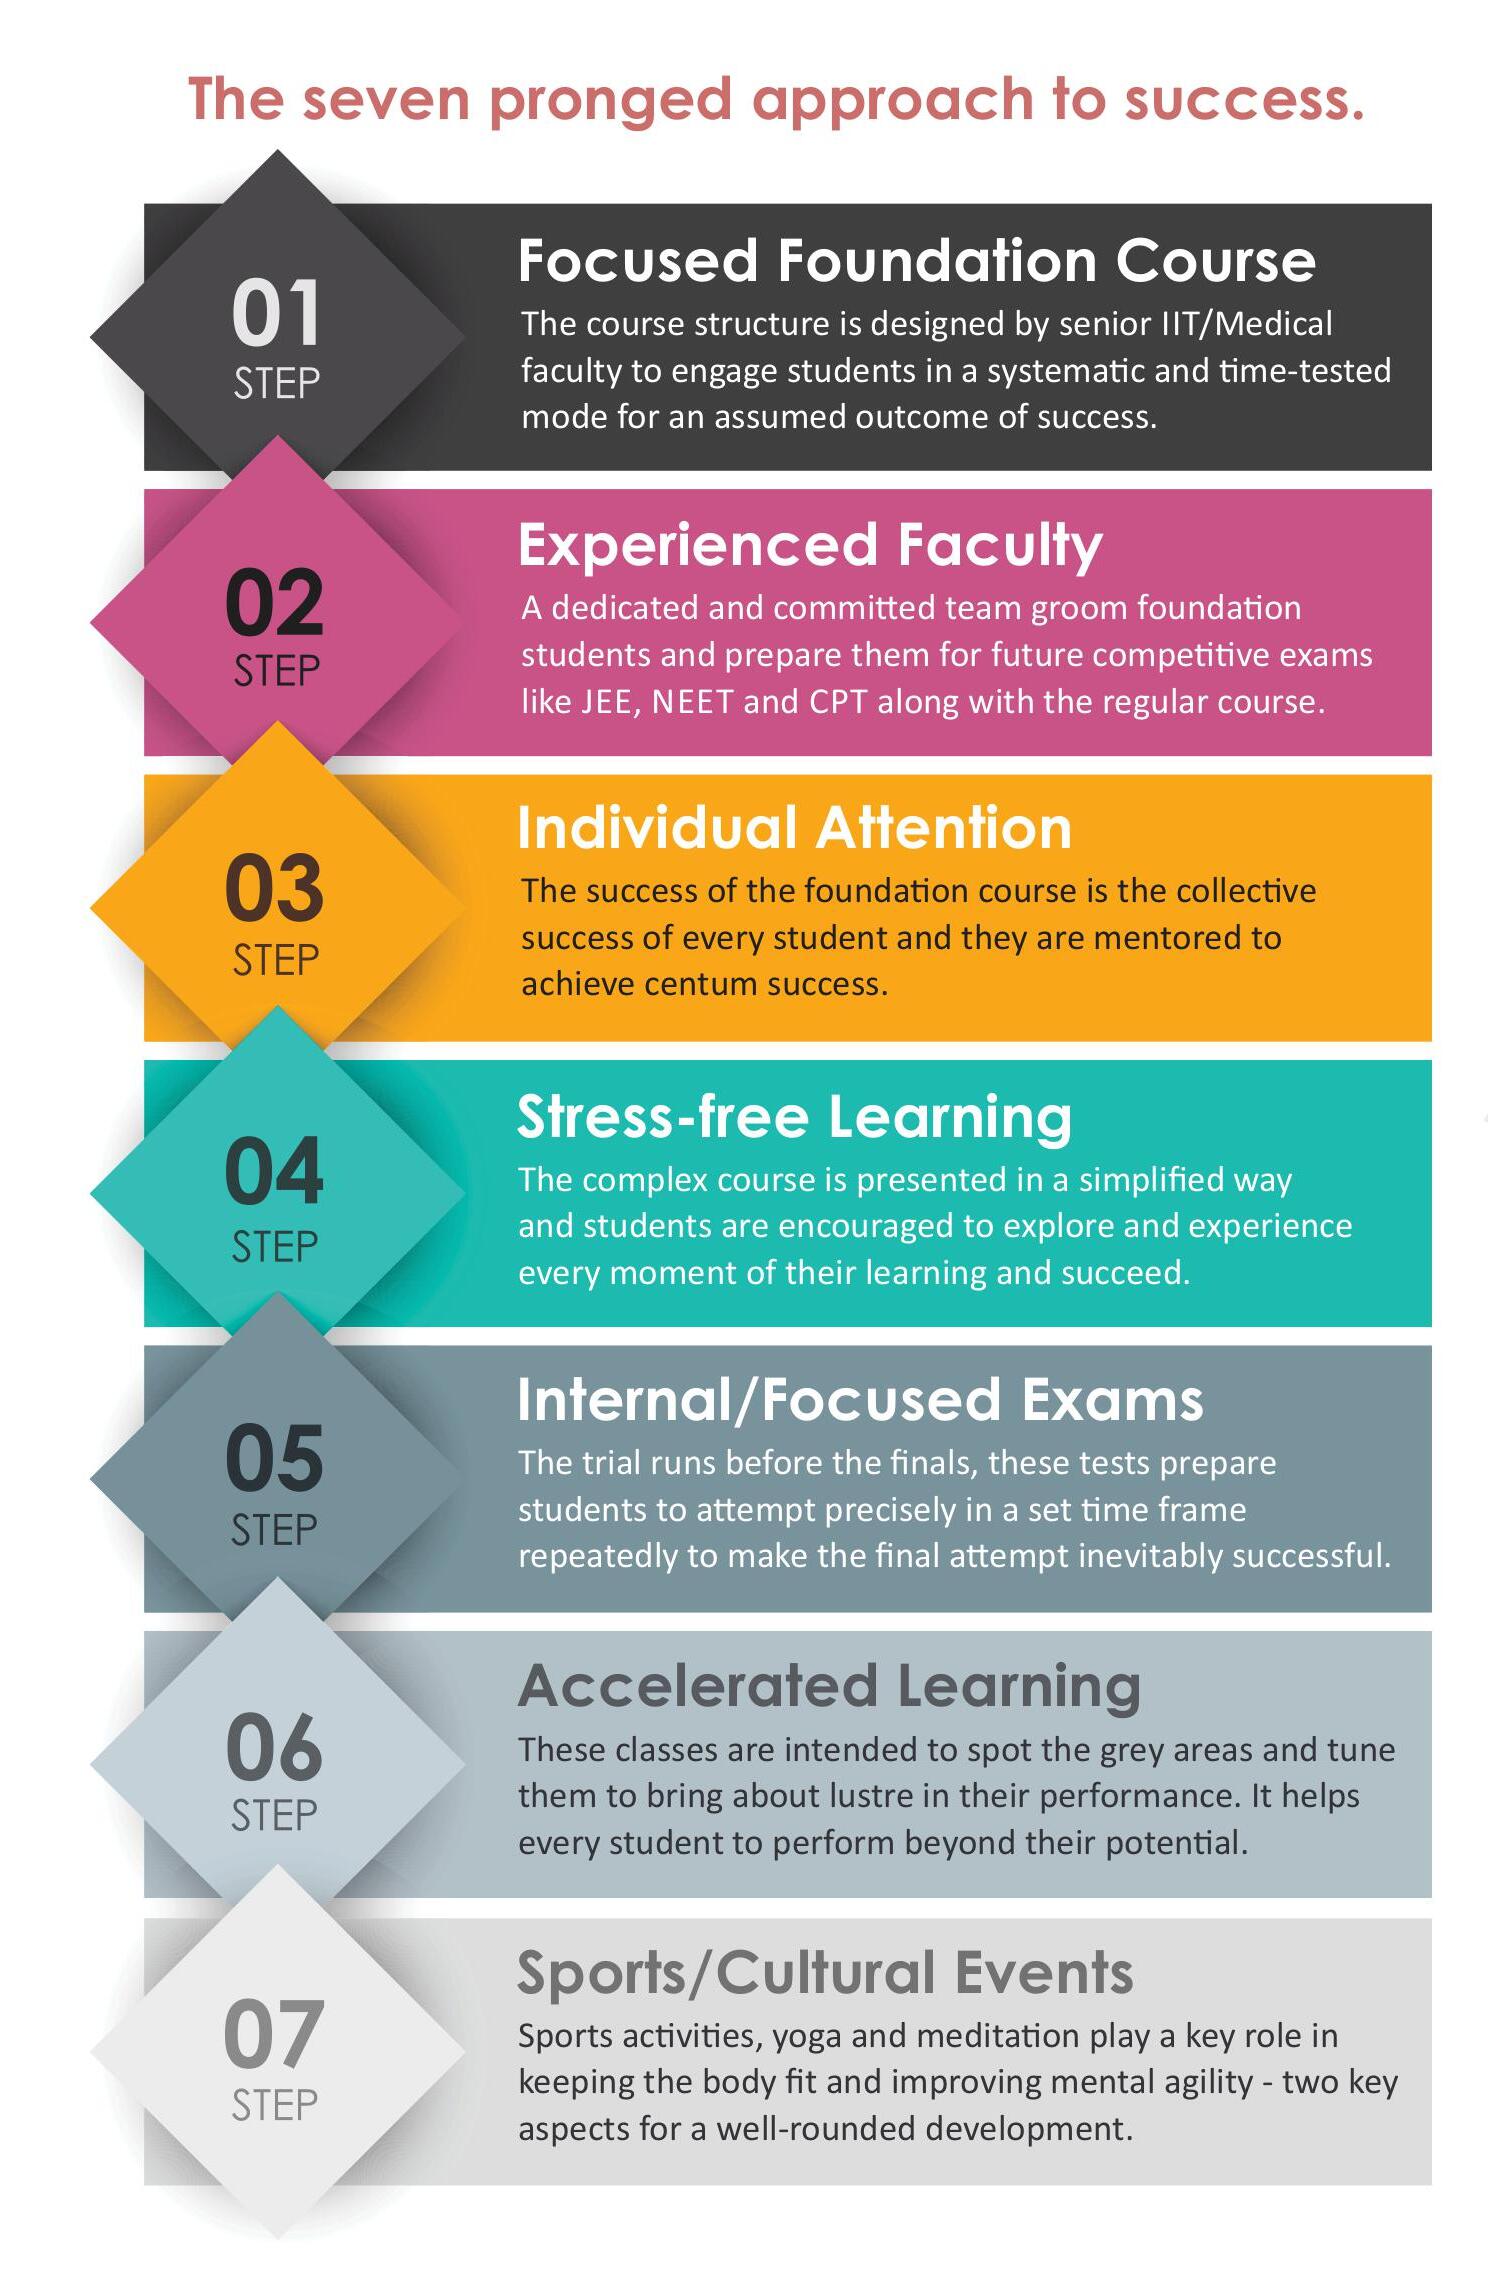 The seven pronged approach to success.
01
STEP
Focused Foundation Course
The course structure is designed by senior IIT/Medical
faculty to engage students in a systematic and time-tested
mode for an assumed outcome of success.
02
STEP
Experienced Faculty
A dedicated and committed team groom foundation
students and prepare them for future competitive exams
like JEE, NEET and CPT along with the regular course.
03
STEP
Individual Attention
The success of the foundation course is the collective
success of every student and they are mentored to
achieve centum success.
04
STEP
Stress-free Learning
The complex course is presented in a simplified way
and students are encouraged to explore and experience
every moment of their learning and succeed.
05
STEP
Internal/Focused Exams
The trial runs before the finals, these tests prepare
students to attempt precisely in a set time frame
repeatedly to make the final attempt inevitably successful.
06
STEP
Accelerated Learning
These classes are intended to spot the grey areas and tune
them to bring about lustre in their performance. It helps
every student to perform beyond their potential.
07
STEP
Sports/Cultural Events
Sports activities, yoga and meditation play a key role in
keeping the body fit and improving mental agility - two key
aspects for a well-rounded development.